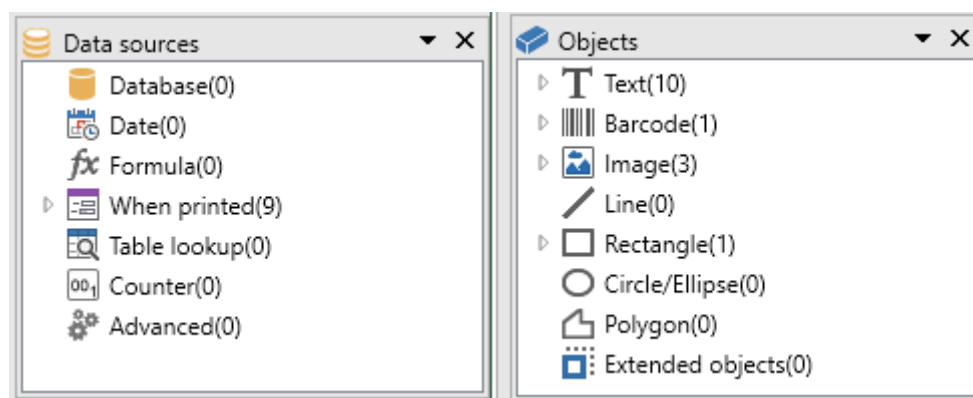 Data sources
Database(0)
Date(0)
Formula(0)
When printed(9)
Table lookup(0)
Counter(0)
Advanced(0)
Objects
Text(10)
Barcode(1)
Image(3)
Line(0)
Rectangle(1)
Circle/Ellipse(0)
Polygon(0)
Extended objects(0)